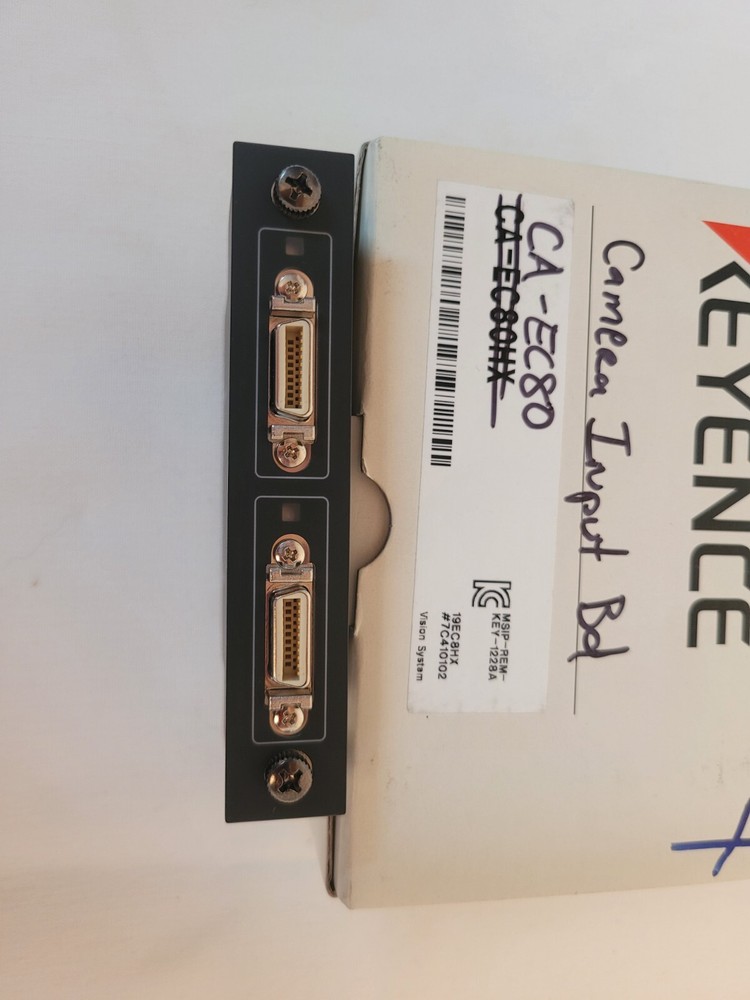 KEYENCE
Camera Input Bd
CA-EC80
CA-EC80HX
MSIP-REM-
KEY-1228A
19EC8HX
#7C410102
Vision System